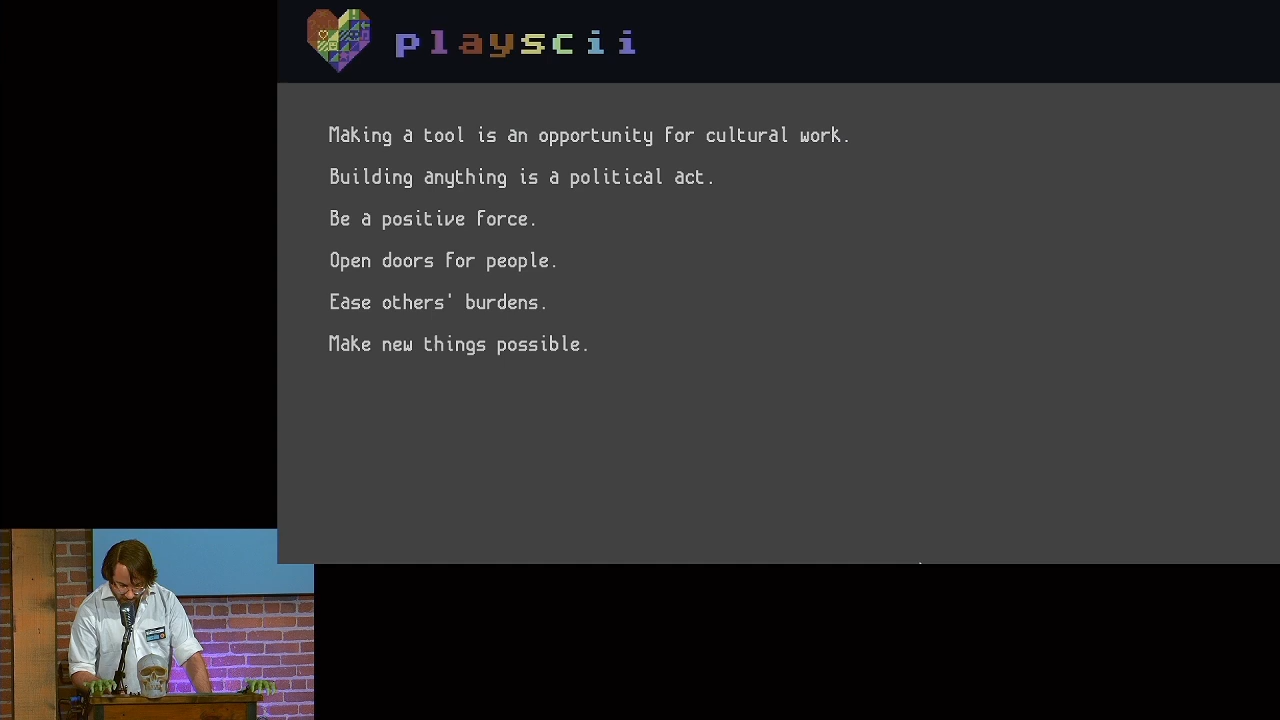 playscii
Making a tool is an opportunity for cultural work.
Building anything is a political act.
Be a positive force.
Open doors for people.
Ease others' burdens.
Make new things possible.